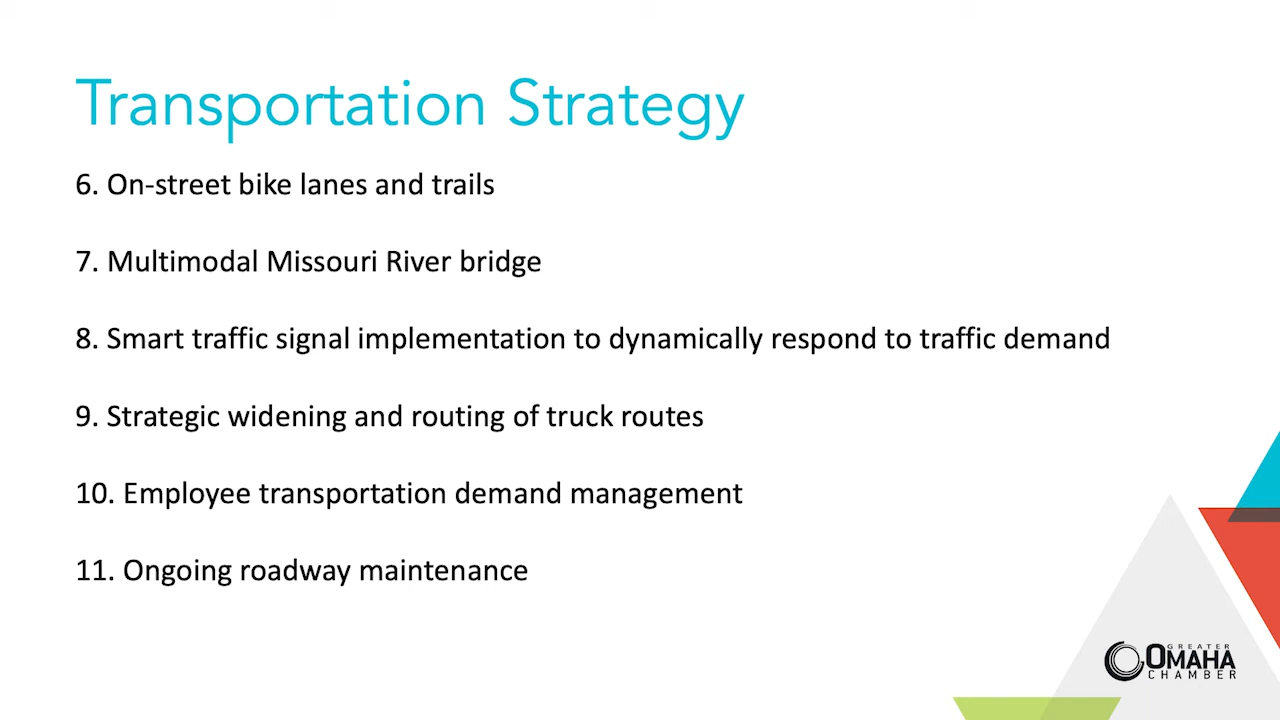 Transportation Strategy
6. On-street bike lanes and trails
7. Multimodal Missouri River bridge
8. Smart traffic signal implementation to dynamically respond to traffic demand
9. Strategic widening and routing of truck routes
10. Employee transportation demand management
11. Ongoing roadway maintenance
GREATER
OMAHA
CHAMBER